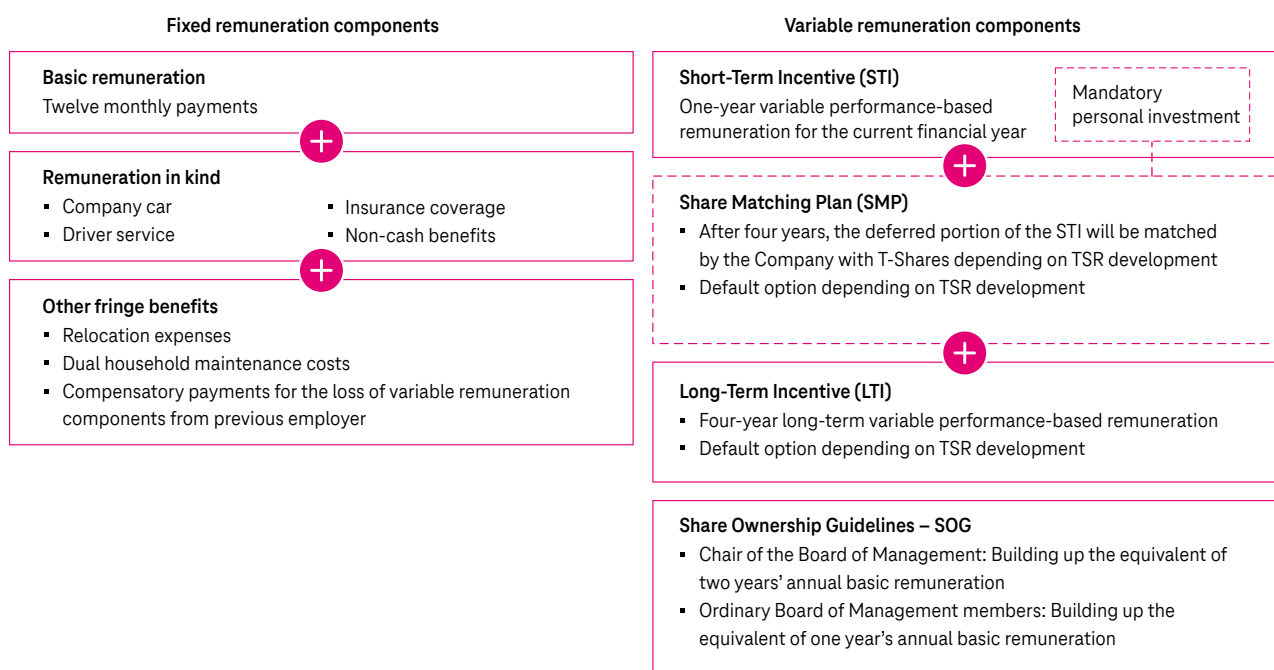 Fixed remuneration components
Basic remuneration
Twelve monthly payments
Remuneration in kind
▪ Company car
▪ Driver service
▪ Insurance coverage
▪ Non-cash benefits
Other fringe benefits
▪ Relocation expenses
▪ Dual household maintenance costs
▪ Compensatory payments for the loss of variable remuneration
components from previous employer
Variable remuneration components
Short-Term Incentive (STI)
One-year variable performance-based
remuneration for the current financial year
Mandatory
personal investment
Share Matching Plan (SMP)
▪ After four years, the deferred portion of the STI will be matched
by the Company with T-Shares depending on TSR development
▪ Default option depending on TSR development
Long-Term Incentive (LTI)
▪ Four-year long-term variable performance-based remuneration
▪ Default option depending on TSR development
Share Ownership Guidelines – SOG
▪ Chair of the Board of Management: Building up the equivalent of
two years’ annual basic remuneration
▪ Ordinary Board of Management members: Building up the
equivalent of one year’s annual basic remuneration